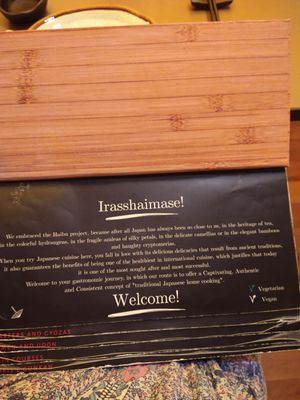 Irasshaimase!
We embraced the Haibu project, because after all Japan has always been so close to us, in the heritage of tea,
in the colorful hydrangeas, in the fragile azaleas of silky petals, in the delicate camellias or in the elegant bamboos
and haughty cryptomerias.
When you try Japanese cuisine here, you fall in love with its delicious delicacies that result from ancient traditions.
it also guarantees the benefits of being one of the healthiest in international cuisine, which justifies that today
it is one of the most sought after and most successful.
Welcome to your gastronomic journey, in which our route is to offer a Captivating, Authentic
and Consistent concept of "traditional Japanese home cooking".
Welcome!
Vegetarian
Vegan
AND GYOZAS
AND UDON
COURSES